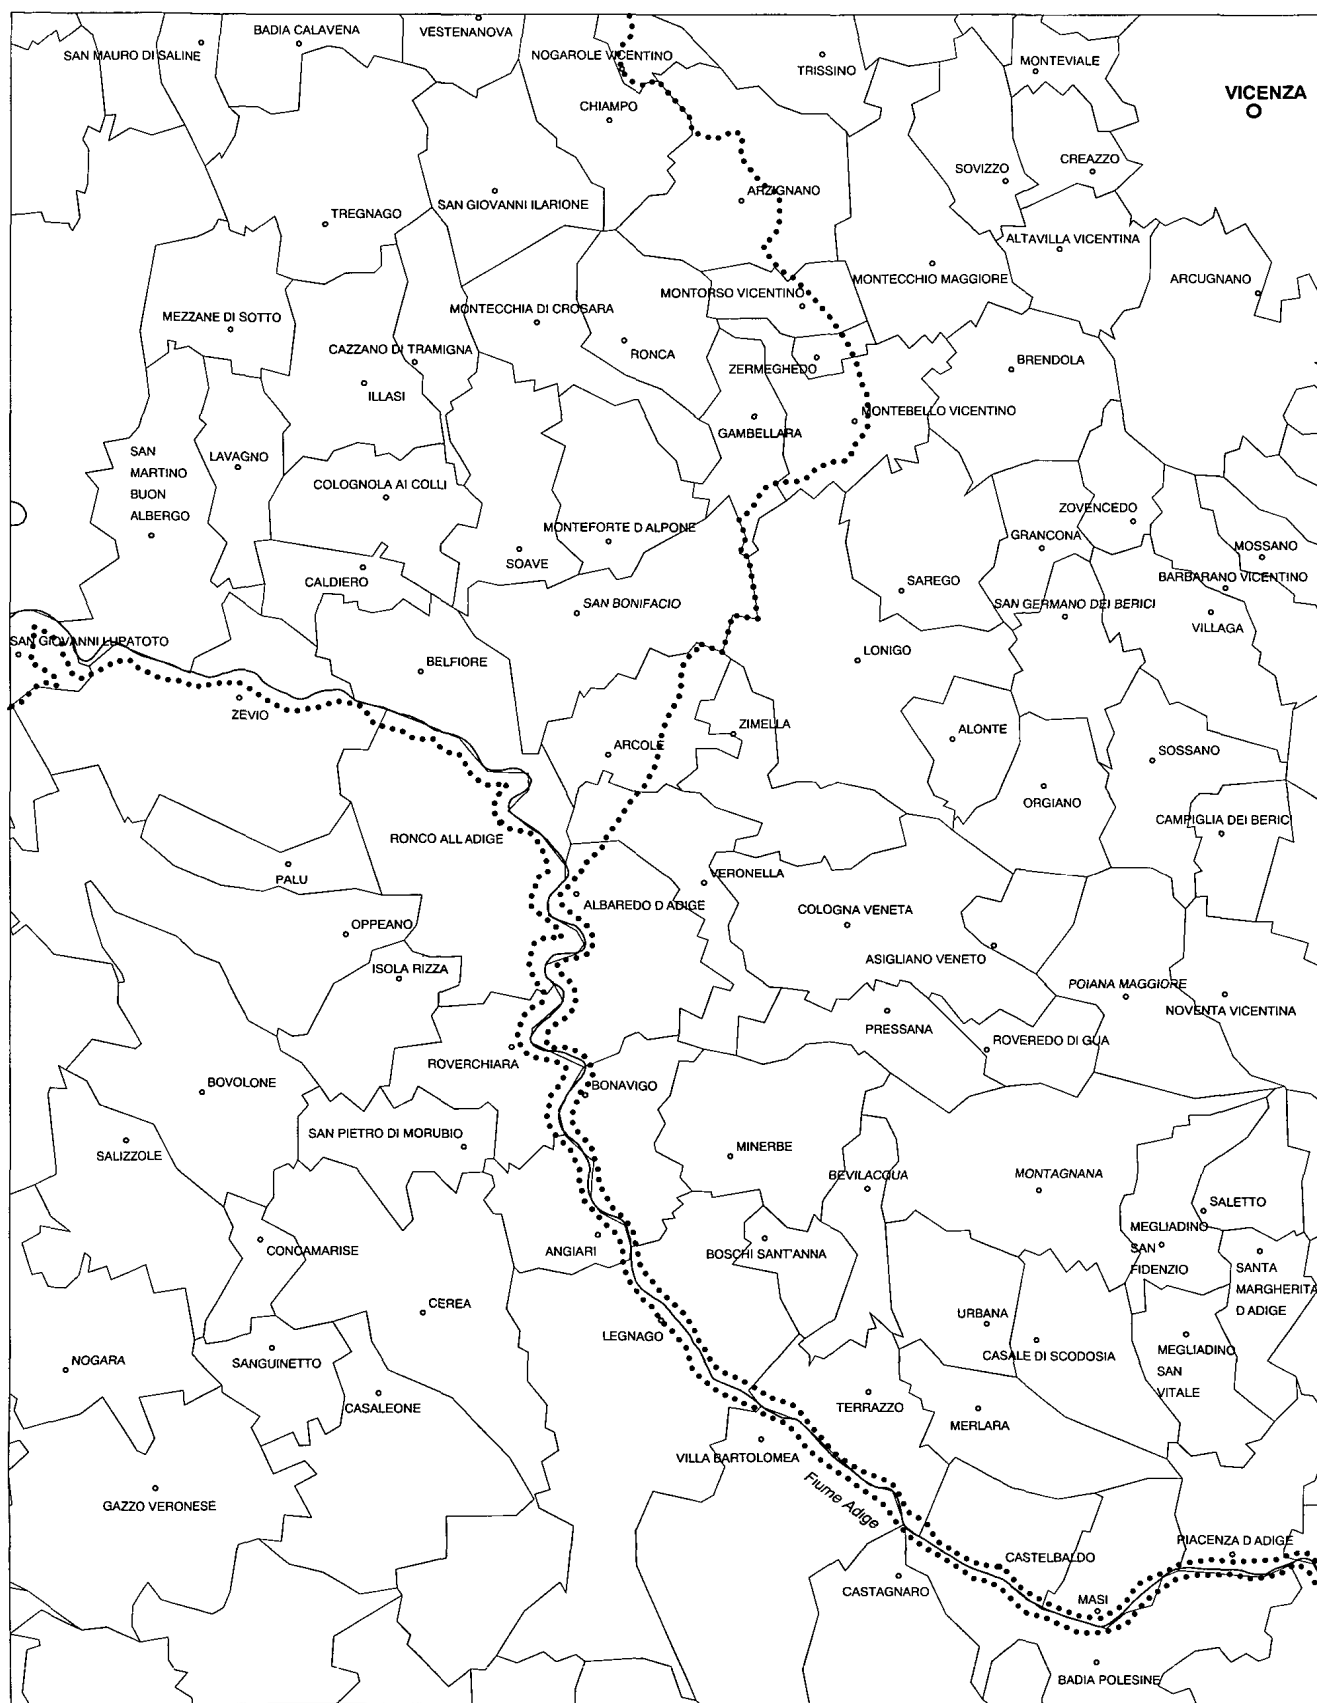 BADIA CALAVENA
VESTENANOVA
SAN MAURO DI SALINE
NOGAROLE VICENTINO
TRISSINO
MONTEVIALE
VICENZA
CHIAMPO
SOVIZZO
CREAZZO
ARZIGNANO
SAN GIOVANNI ILARIONE
TREGNAGO
ALTAVILLA VICENTINA
MONTECCHIO MAGGIORE
ARCUGNANO
MONTORSO VICENTINO
MONTECCHIA DI CROSARA
MEZZANE DI SOTTO
CAZZANO DI TRAMIGNA
RONCA
ZERMEGHEDO
BRENDOLA
ILLASI
MONTEBELLO VICENTINO
GAMBELLARA
SAN
MARTINO
BUON
ALBERGO
LAVAGNO
COLOGNOLA AI COLLI
MONTEFORTE D ALPONE
ZOVENCEDO
GRANCONA
MOSSANO
SOAVE
CALDIERO
BARBARANO VICENTINO
SAREGO
SAN BONIFACIO
SAN GERMANO DEI BERICI
VILLAGA
SAN GIOVANNI LUPATOTO
BELFIORE
LONIGO
ZEVIO
ZIMELLA
ALONTE
ARCOLE
SOSSANO
ORGIANO
CAMPIGLIA DEI BERICI
RONCO ALL ADIGE
PALU
VERONELLA
ALBAREDO D ADIGE
COLOGNA VENETA
OPPEANO
ASIGLIANO VENETO
ISOLA RIZZA
POIANA MAGGIORE
NOVENTA VICENTINA
PRESSANA
ROVEREDO DI GUA
ROVERCHIARA
BONAVIGO
BOVOLONE
SAN PIETRO DI MORUBIO
MINERBE
SALIZZOLE
BEVILACQUA
MONTAGNANA
SALETTO
MEGLIADINO
SAN
FIDENZIO
CONCAMARISE
ANGIARI
BOSCHI SANT'ANNA
SANTA
MARGHERITA
D ADIGE
CEREA
URBANA
LEGNAGO
CASALE DI SCODOSIA
MEGLIADINO
SAN
VITALE
NOGARA
SANGUINETTO
CASALEONE
TERRAZZO
MERLARA
VILLA BARTOLOMEA
Fiume Adige
GAZZO VERONESE
PIACENZA D ADIGE
CASTELBALDO
CASTAGNARO
MASI
BADIA POLESINE